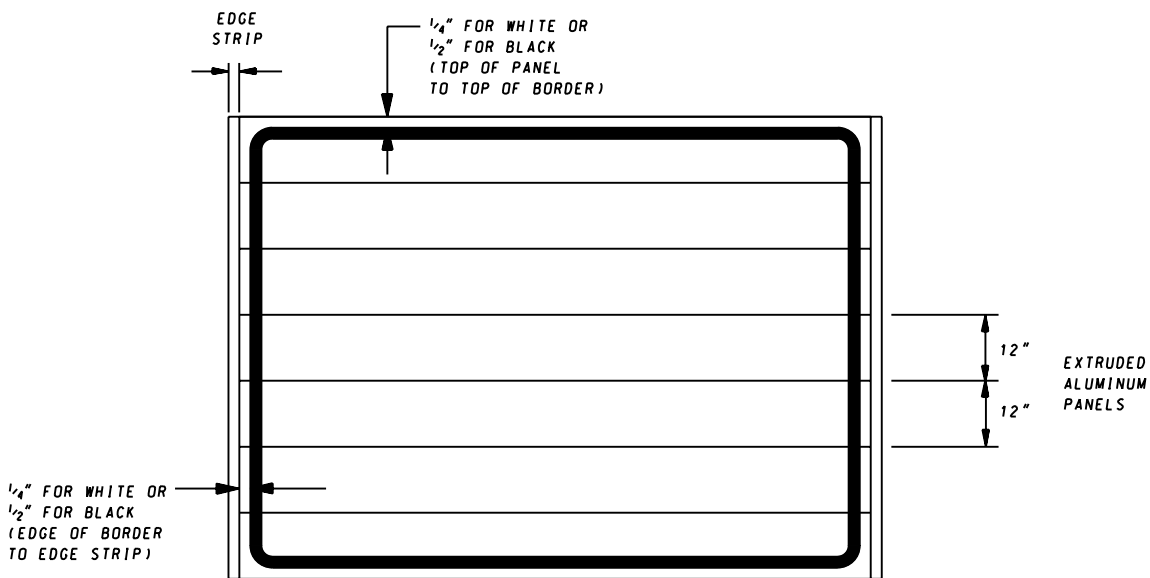 EDGE
STRIP
1/4" FOR WHITE OR
1/2" FOR BLACK
(TOP OF PANEL
TO TOP OF BORDER)
12"
12"
EXTRUDED
ALUMINUM
PANELS
1/4" FOR WHITE OR
1/2" FOR BLACK
(EDGE OF BORDER
TO EDGE STRIP)